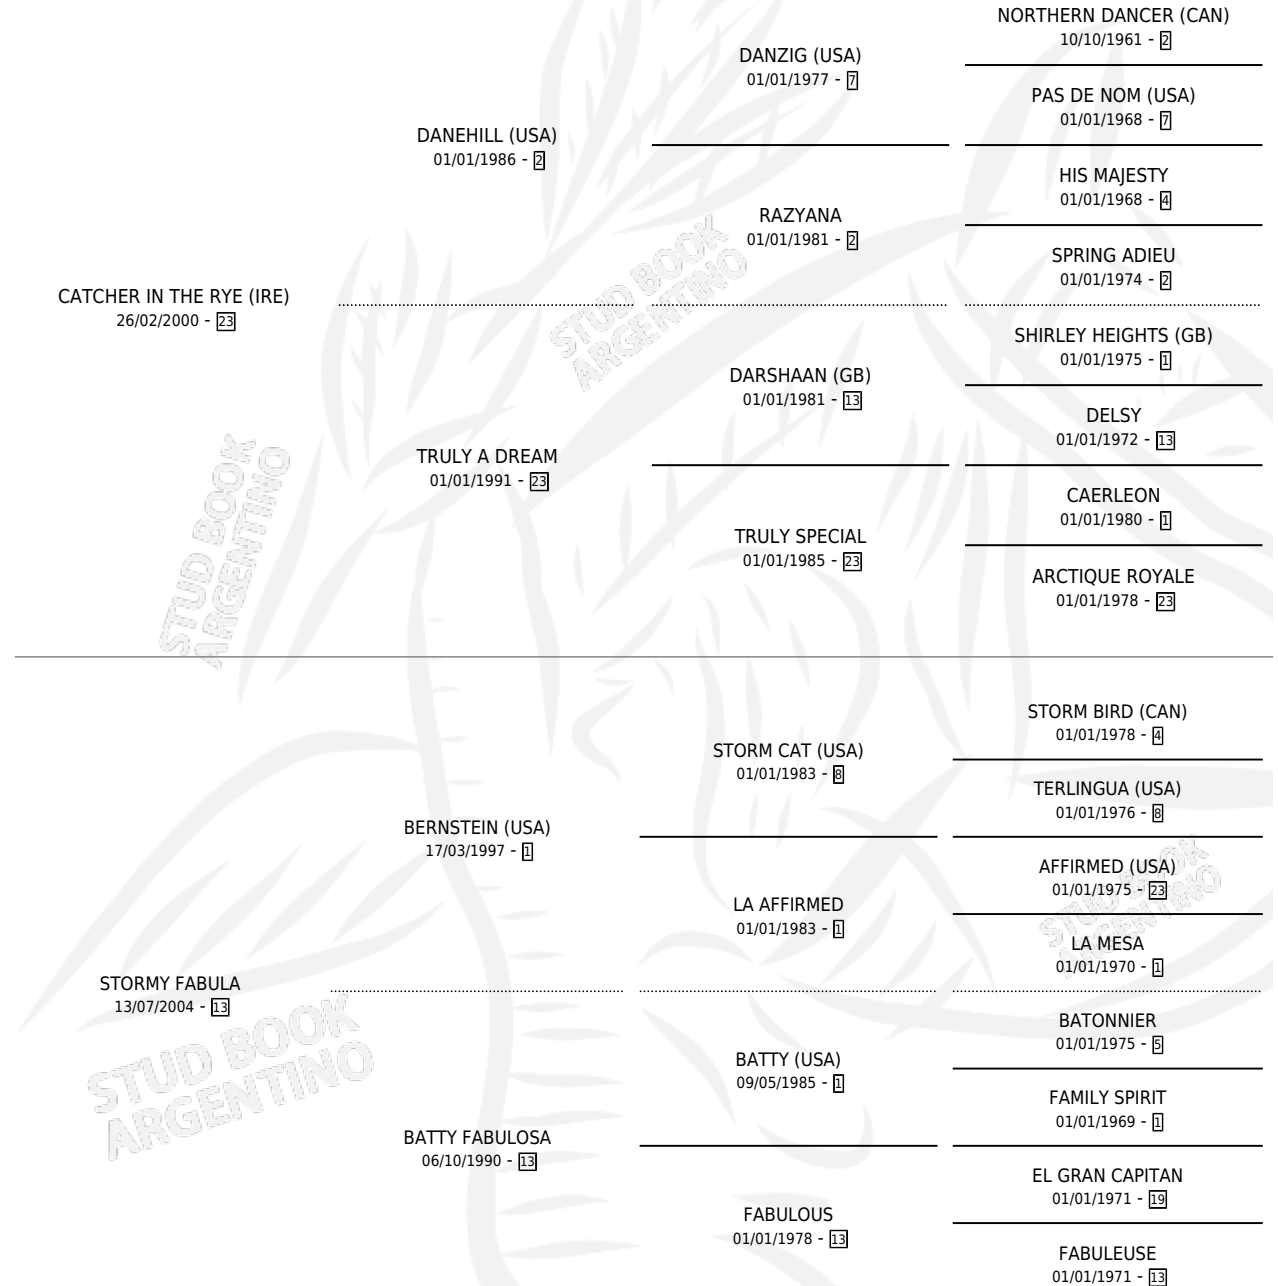 NORTHERN DANCER (CAN)
10/10/1961 - 2
DANZIG (USA)
01/01/1977 - 7
PAS DE NOM (USA)
01/01/1968 - 7
DANEHILL (USA)
01/01/1986 - 2
HIS MAJESTY
01/01/1968 - 4
RAZYANA
01/01/1981 - 2
SPRING ADIEU
01/01/1974 - 2
CATCHER IN THE RYE (IRE)
26/02/2000 - 23
STUD BOOK
ARGENTINO
SHIRLEY HEIGHTS (GB)
01/01/1975 - 1
DARSHAAN (GB)
01/01/1981 - 13
DELSY
01/01/1972 - 13
TRULY A DREAM
01/01/1991 - 23
CAERLEON
01/01/1980 - 1
TRULY SPECIAL
01/01/1985 - 23
ARCTIQUE ROYALE
01/01/1978 - 23
STUD BOOK
ARGENTINO
STORM BIRD (CAN)
01/01/1978 - 4
STORM CAT (USA)
01/01/1983 - 8
TERLINGUA (USA)
01/01/1976 - 8
BERNSTEIN (USA)
17/03/1997 - 1
AFFIRMED (USA)
01/01/1975 - 23
LA AFFIRMED
01/01/1983 - 1
LA MESA
01/01/1970 - 1
STUD BOOK
ARGENTINO
STORMY FABULA
13/07/2004 - 13
BATONNIER
01/01/1975 - 5
BATTY (USA)
09/05/1985 - 1
FAMILY SPIRIT
01/01/1969 - 1
STUD BOOK
ARGENTINO
BATTY FABULOSA
06/10/1990 - 13
EL GRAN CAPITAN
01/01/1971 - 19
FABULOUS
01/01/1978 - 13
FABULEUSE
01/01/1971 - 13